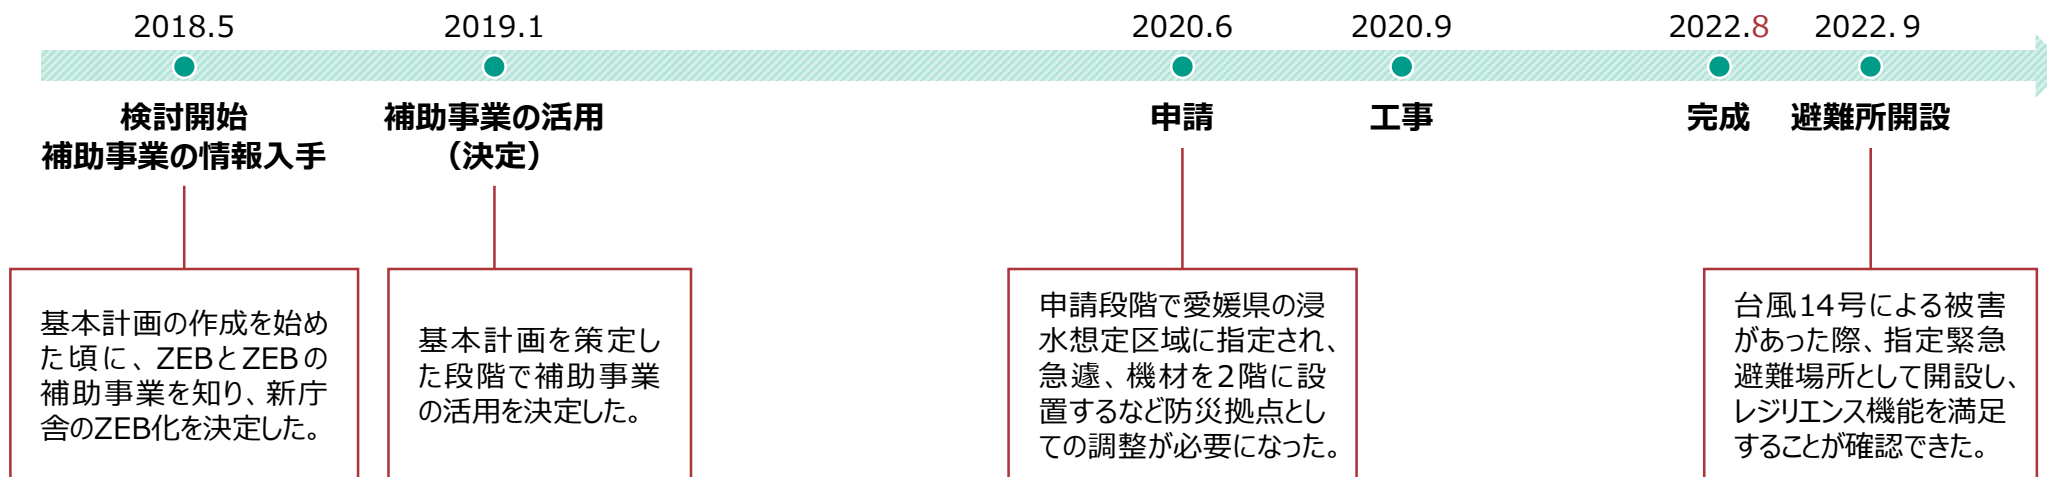 2018.5
2019.1
2020.6
2020.9
2022.8
2022.9
検討開始
補助事業の情報入手
補助事業の活用
（決定）
申請
工事
完成
避難所開設
基本計画の作成を始め
た頃に、ZEBとZEBの
補助事業を知り、新庁
舎のZEB化を決定した。
基本計画を策定し
た段階で補助事業
の活用を決定した。
申請段階で愛媛県の浸
水想定区域に指定され、
急遽、機材を2階に設
置するなど防災拠点とし
ての調整が必要になった。
台風14号による被害
があった際、指定緊急
避難場所として開設し、
レジリエンス機能を満足
することが確認できた。